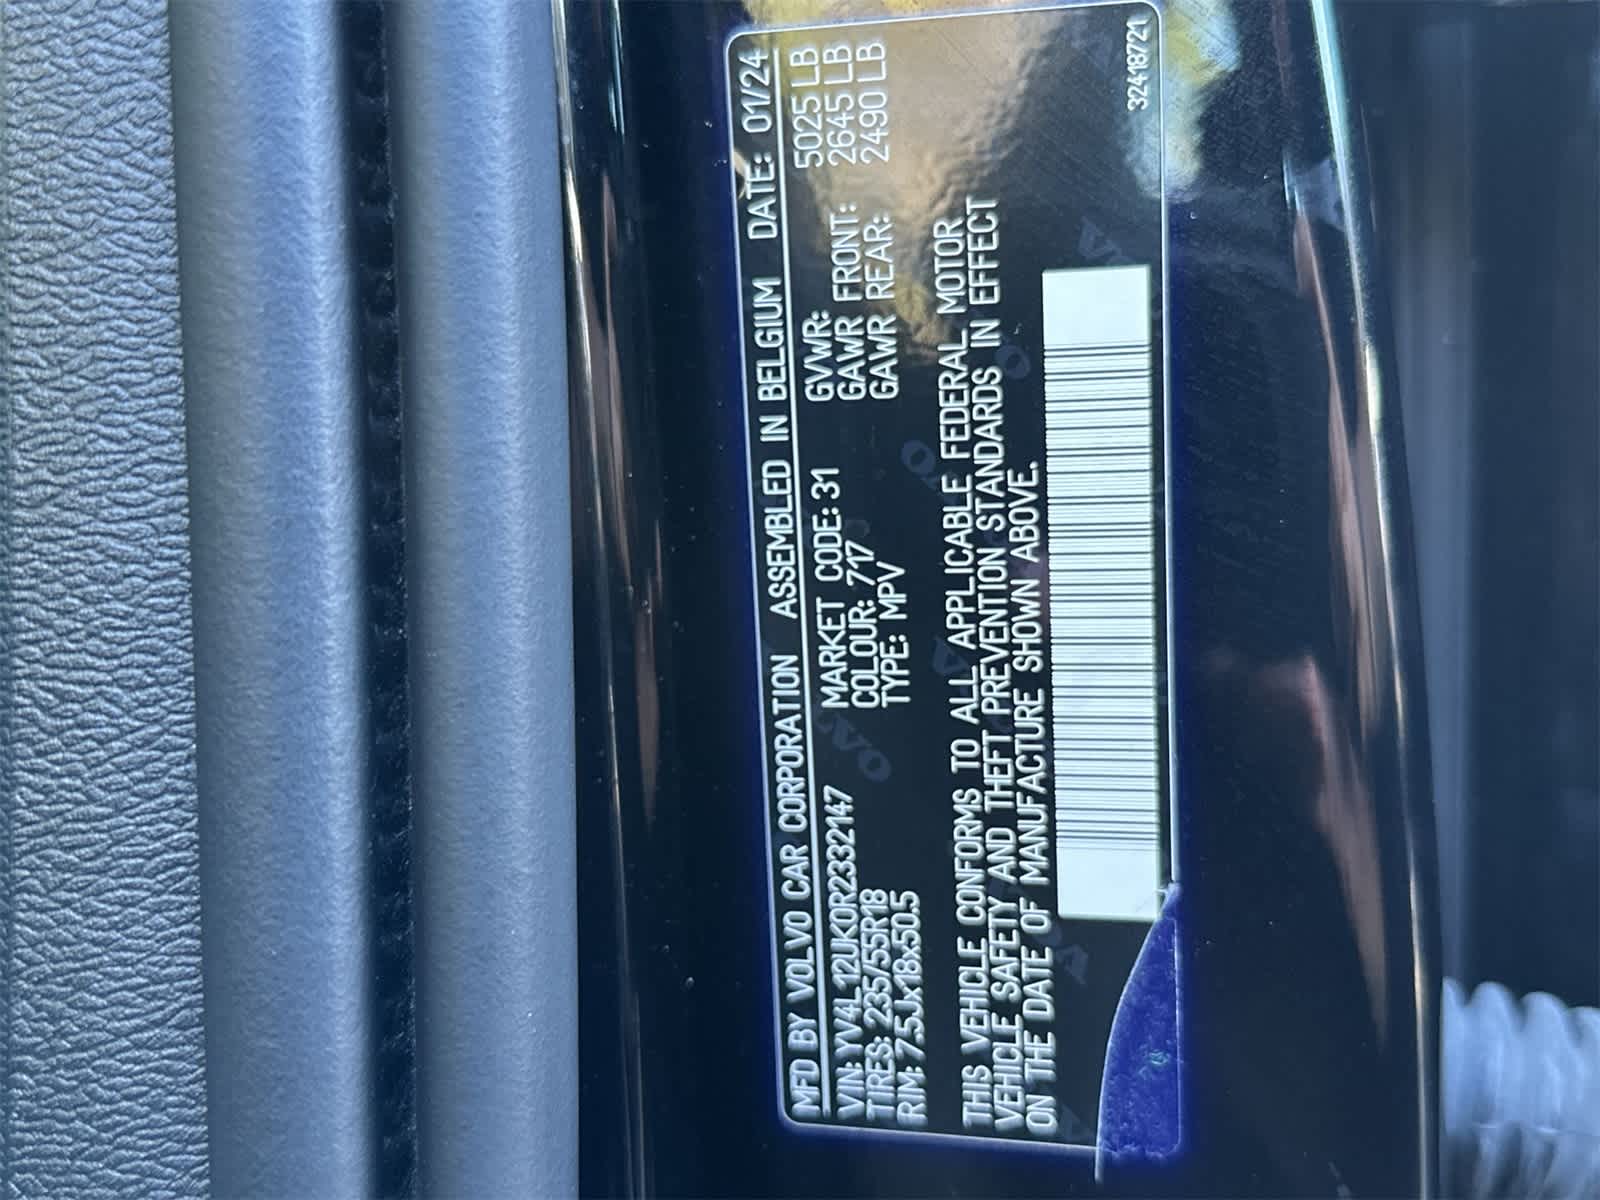 MFD BY VOLVO CAR CORPORATION ASSEMBLED IN BELGIUM DATE: 01/24
VIN: YV4L12UK0R2332147 MARKET CODE: 31 GVWR: 5025 LB
TIRES: 235/55R18 COLOUR: 717 GAWR FRONT: 2645 LB
RIM: 7.5Jx18x50.5 TYPE: MPV GAWR REAR: 2490 LB
THIS VEHICLE CONFORMS TO ALL APPLICABLE FEDERAL MOTOR
VEHICLE SAFETY AND THEFT PREVENTION STANDARDS IN EFFECT
ON THE DATE OF MANUFACTURE SHOWN ABOVE.
32418721
VOLVO